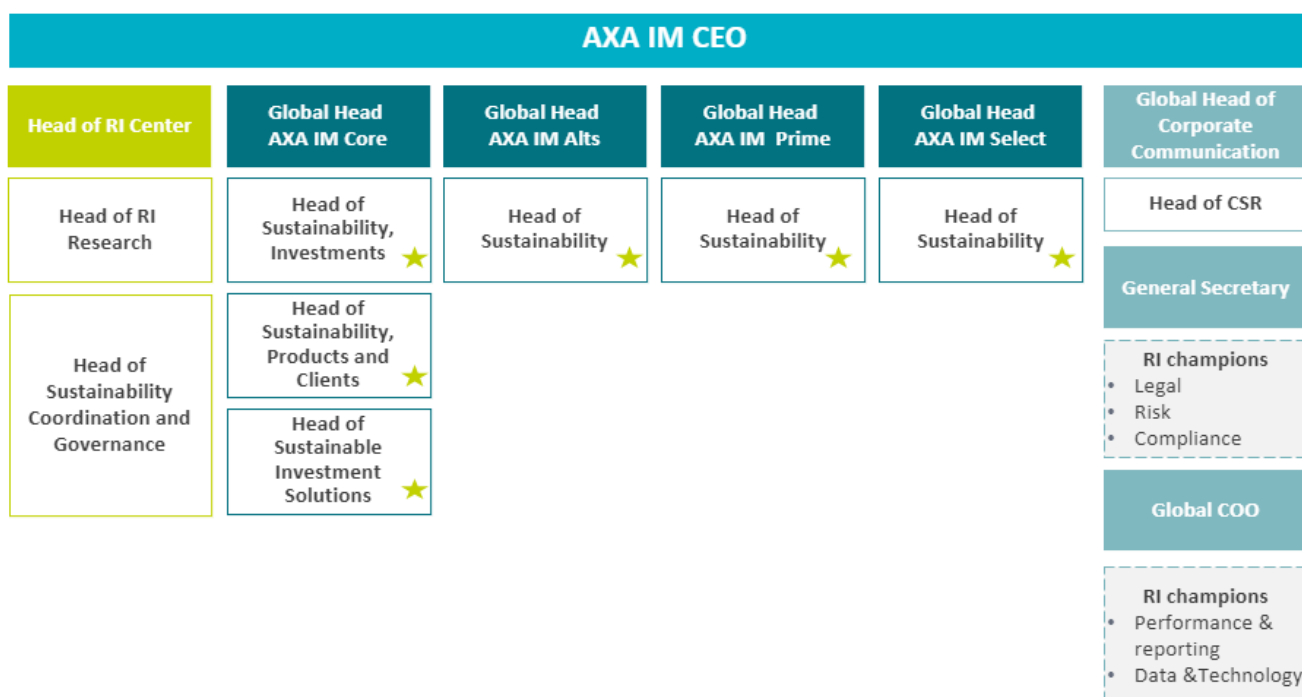 AXA IM CEO
Head of RI Center
Global Head
AXA IM Core
Global Head
AXA IM Alts
Global Head
AXA IM  Prime
Global Head
AXA IM Select
Global Head of
Corporate
Communication
Head of RI
Research
Head of
Sustainability,
Investments
Head of
Sustainability
Head of
Sustainability
Head of
Sustainability
Head of CSR
General Secretary
Head of
Sustainability
Coordination and
Governance
Head of
Sustainability,
Products and
Clients
Head of
Sustainable
Investment
Solutions
RI champions
• Legal
• Risk
• Compliance
Global COO
RI champions
• Performance &
reporting
• Data &Technology